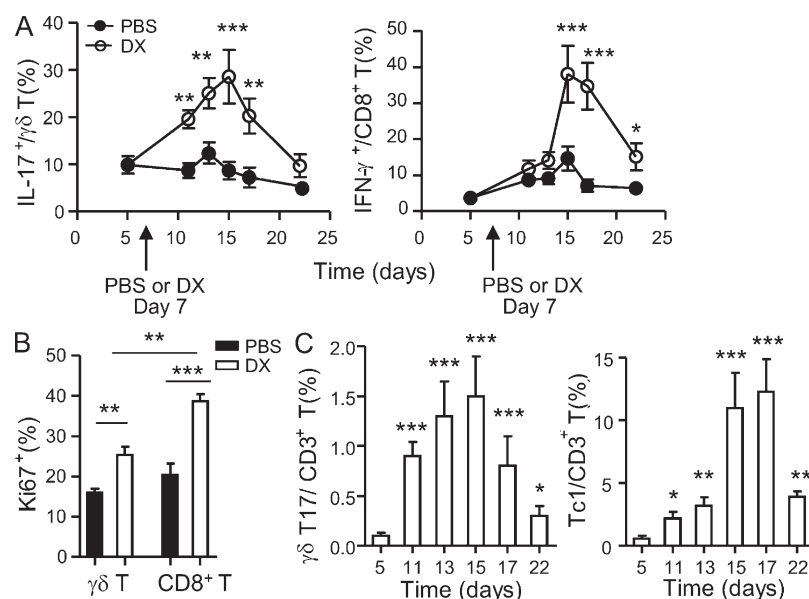 A
PBS
DX
IL-17⁺/γδ T(%)
40
30
20
10
0
**
**
***
**
0 5 10 15 20 25
PBS or DX
Day 7
IFN-γ⁺/CD8⁺ T(%)
50
40
30
20
10
0
***
***
*
0 5 10 15 20 25
PBS or DX
Day 7
Time (days)
B
PBS
DX
Ki67⁺(%)
50
40
30
20
10
0
**
**
***
γδ T CD8⁺ T
C
γδ T17/ CD3⁺ T(%)
2.0
1.5
1.0
0.5
0.0
***
***
***
***
*
5 11 13 15 17 22
Time (days)
Tc1/CD3⁺ T(%)
15
10
5
0
*
**
***
***
**
5 11 13 15 17 22
Time (days)